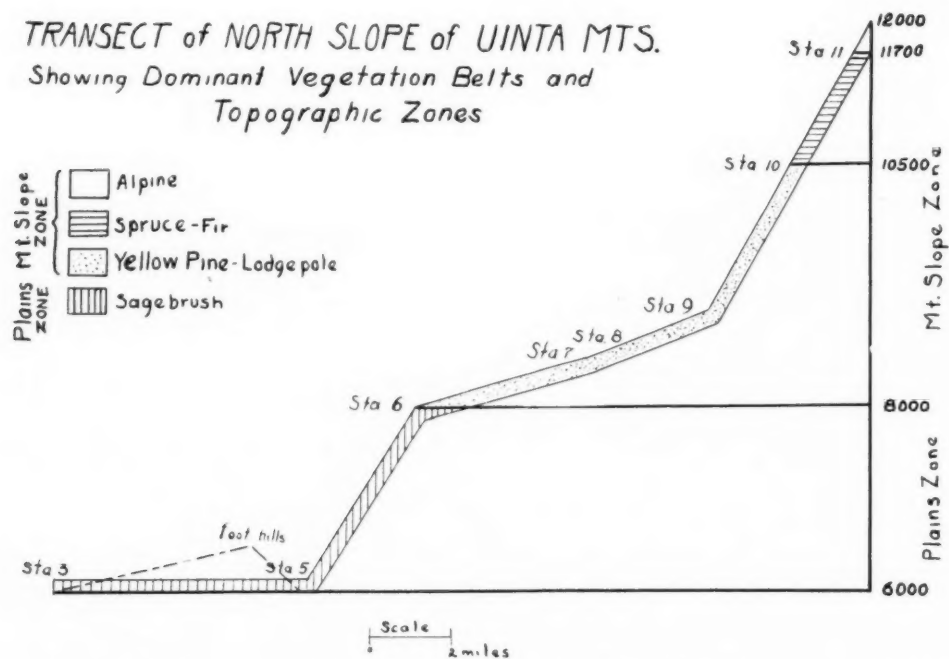 TRANSECT of NORTH SLOPE of UINTA MTS.
Showing Dominant Vegetation Belts and
Topographic Zones
Plains ZONE
Mt. Slope ZONE
Alpine
Spruce-Fir
Yellow Pine-Lodgepole
Sagebrush
12000
Sta 11
11700
Sta 10
10500
Mt. Slope Zone
Sta 9
Sta 8
Sta 7
Sta 6
8000
Plains Zone
foot hills
Sta 3
Sta 5
6000
Scale
0
2 miles